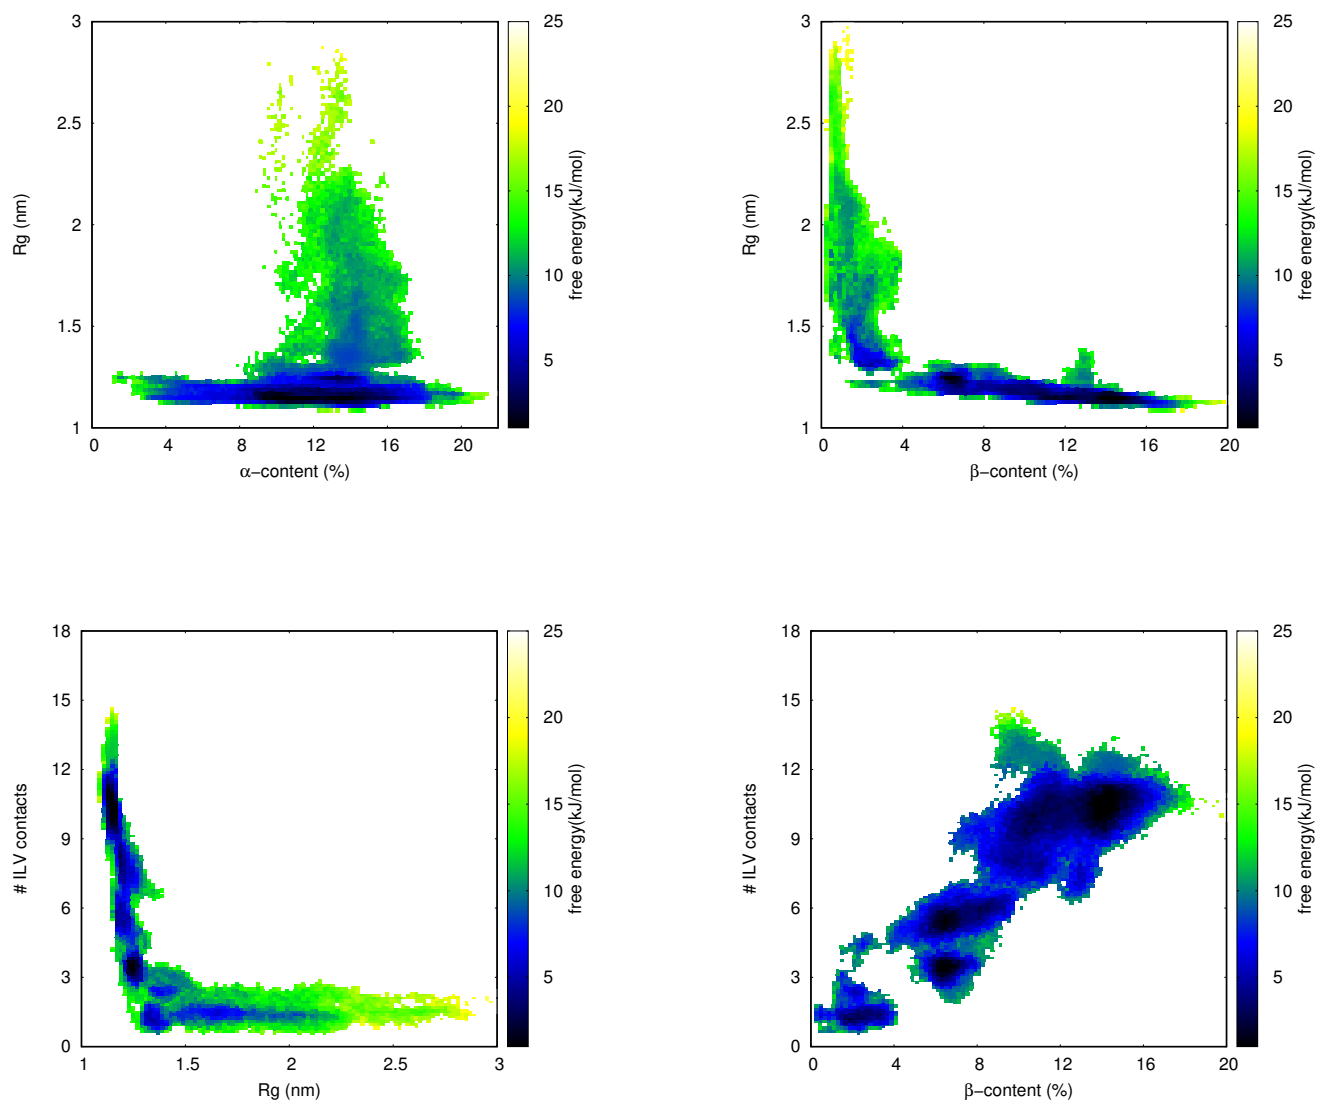 3
2.5
2
1.5
1
Rg (nm)
0 4 8 12 16 20
α−content (%)
25
20
15
10
5
free energy(kJ/mol)
3
2.5
2
1.5
1
Rg (nm)
0 4 8 12 16 20
β−content (%)
25
20
15
10
5
free energy(kJ/mol)
18
15
12
9
6
3
0
# ILV contacts
1 1.5 2 2.5 3
Rg (nm)
25
20
15
10
5
free energy(kJ/mol)
18
15
12
9
6
3
0
# ILV contacts
0 4 8 12 16 20
β−content (%)
25
20
15
10
5
free energy(kJ/mol)